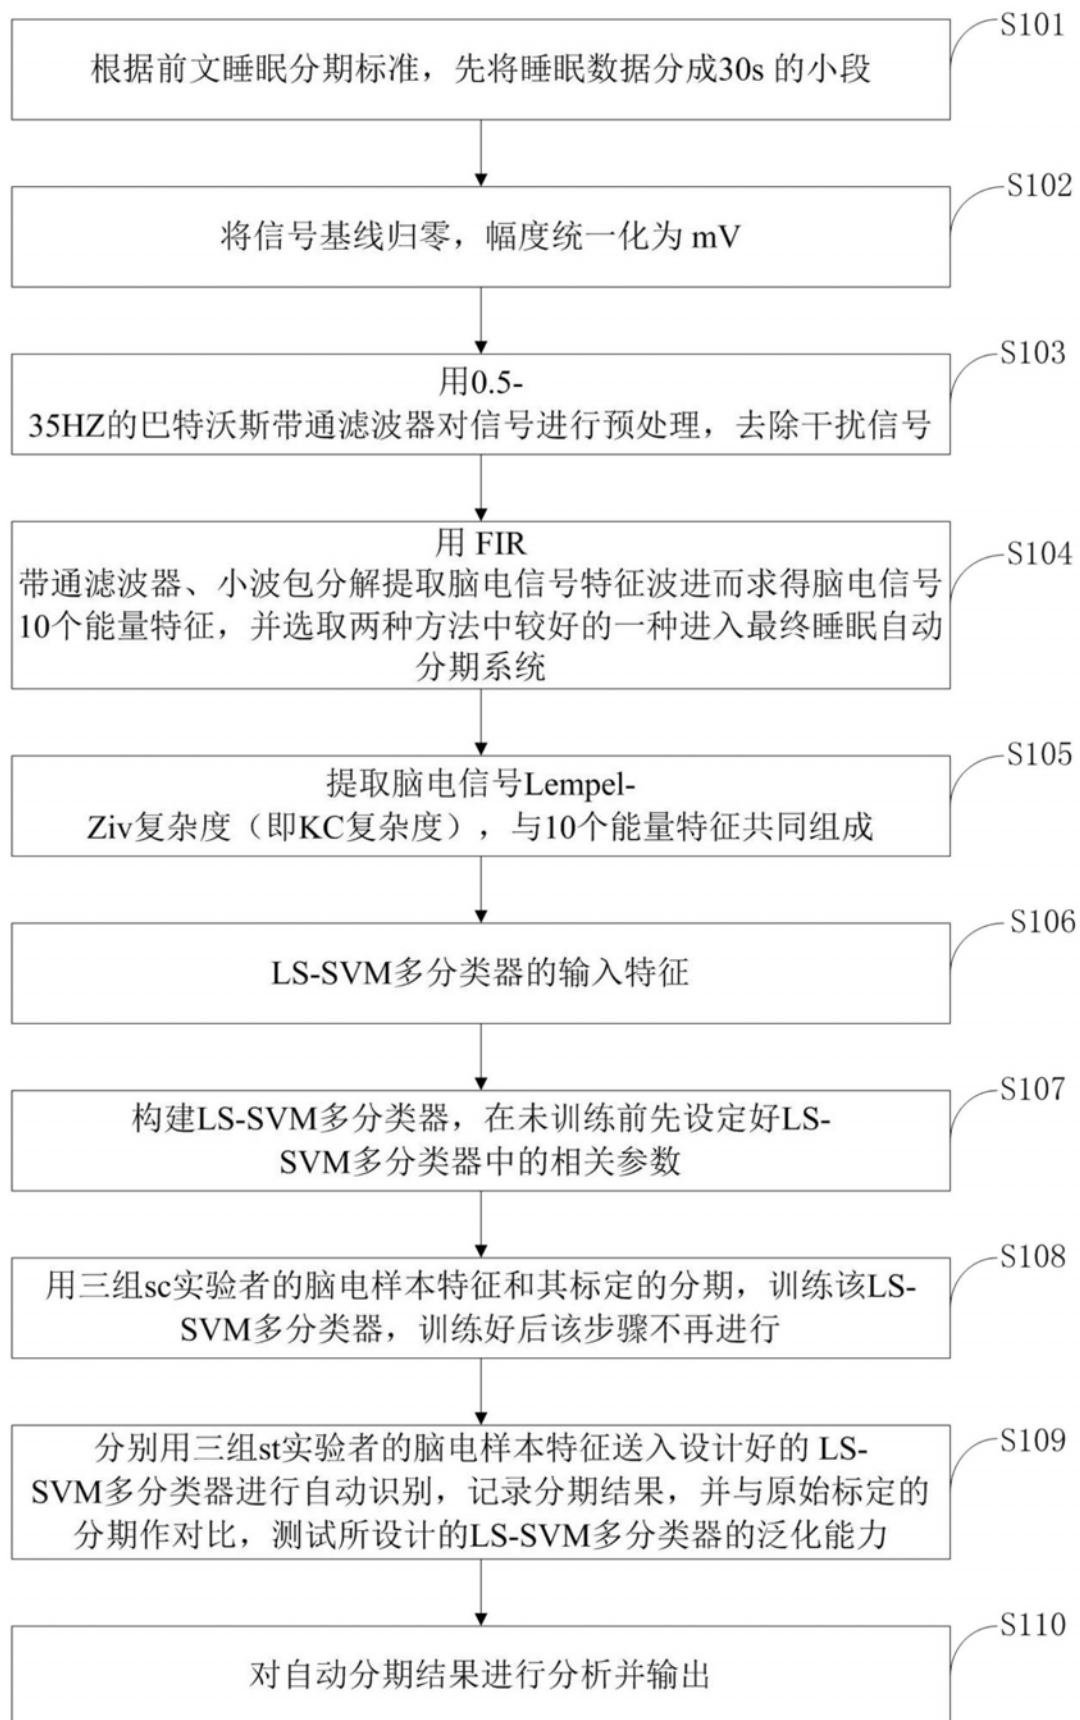 S101
根据前文睡眠分期标准，先将睡眠数据分成30s 的小段
S102
将信号基线归零，幅度统一化为 mV
S103
用0.5-
35HZ的巴特沃斯带通滤波器对信号进行预处理，去除干扰信号
S104
用 FIR
带通滤波器、小波包分解提取脑电信号特征波进而求得脑电信号
10个能量特征，并选取两种方法中较好的一种进入最终睡眠自动
分期系统
S105
提取脑电信号Lempel-
Ziv复杂度（即KC复杂度），与10个能量特征共同组成
S106
LS-SVM多分类器的输入特征
S107
构建LS-SVM多分类器，在未训练前先设定好LS-
SVM多分类器中的相关参数
S108
用三组sc实验者的脑电样本特征和其标定的分期，训练该LS-
SVM多分类器，训练好后该步骤不再进行
S109
分别用三组st实验者的脑电样本特征送入设计好的 LS-
SVM多分类器进行自动识别，记录分期结果，并与原始标定的
分期作对比，测试所设计的LS-SVM多分类器的泛化能力
S110
对自动分期结果进行分析并输出